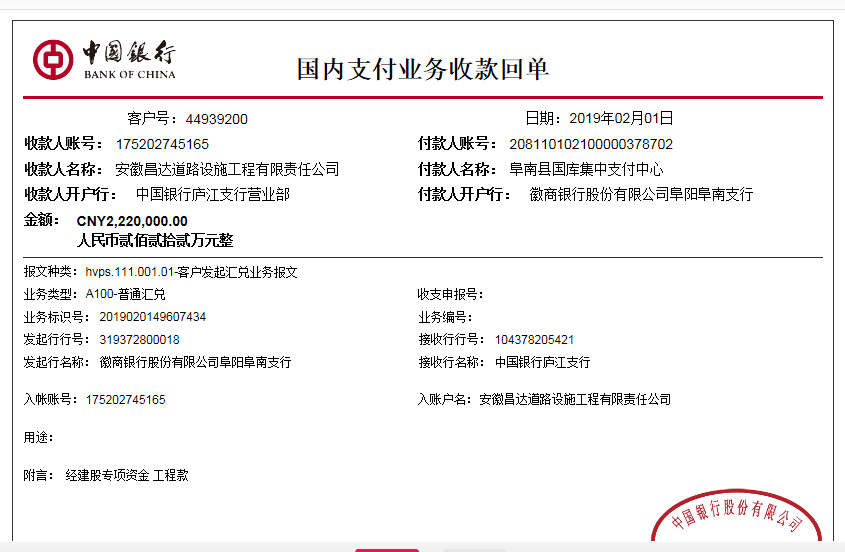 中国银行
BANK OF CHINA
国内支付业务收款回单
客户号：44939200 日期：2019年02月01日
收款人账号：175202745165 付款人账号：208110102100000378702
收款人名称：安徽昌达道路设施工程有限责任公司 付款人名称：阜南县国库集中支付中心
收款人开户行：中国银行庐江支行营业部 付款人开户行：徽商银行股份有限公司阜阳阜南支行
金额：CNY2,220,000.00
人民币贰佰贰拾贰万元整
报文种类：hvps.111.001.01-客户发起汇兑业务报文
业务类型：A100-普通汇兑 收支申报号：
业务标识号：2019020149607434 业务编号：
发起行行号：319372800018 接收行行号：104378205421
发起行名称：徽商银行股份有限公司阜阳阜南支行 接收行名称：中国银行庐江支行
入帐账号：175202745165 入账户名：安徽昌达道路设施工程有限责任公司
用途：
附言：经建股专项资金 工程款
中国银行股份有限公司